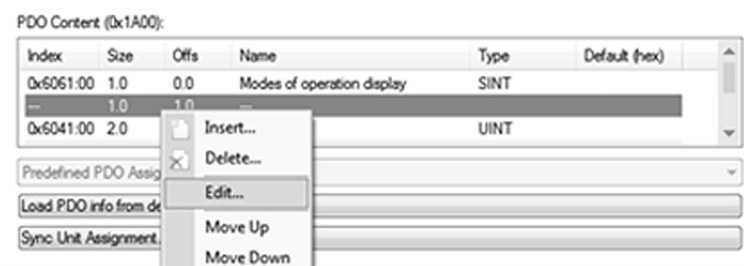 PDO Content (0x1A00):
Index Size Offs Name Type Default (hex)
0x6061:00 1.0 0.0 Modes of operation display SINT
--- 1.0 1.0 ---
0x6041:00 2.0 UINT
Insert...
Delete...
Predefined PDO Assig
Edit...
Load PDO info from de
Move Up
Sync Unit Assignment.
Move Down